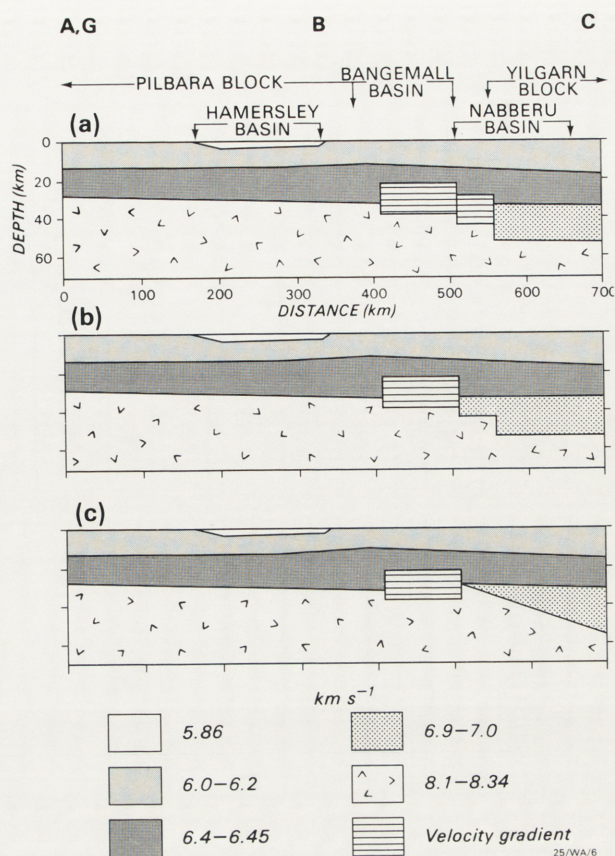 A,G B C
PILBARA BLOCK BANGEMALL BASIN YILGARN BLOCK
HAMERSLEY BASIN NABBERU BASIN
(a)
0
20
40
60
DEPTH (km)
0 100 200 300 400 500 600 700
DISTANCE (km)
(b)
(c)
km s⁻¹
5.86 6.9–7.0
6.0–6.2 8.1–8.34
6.4–6.45 Velocity gradient
25/WA/6